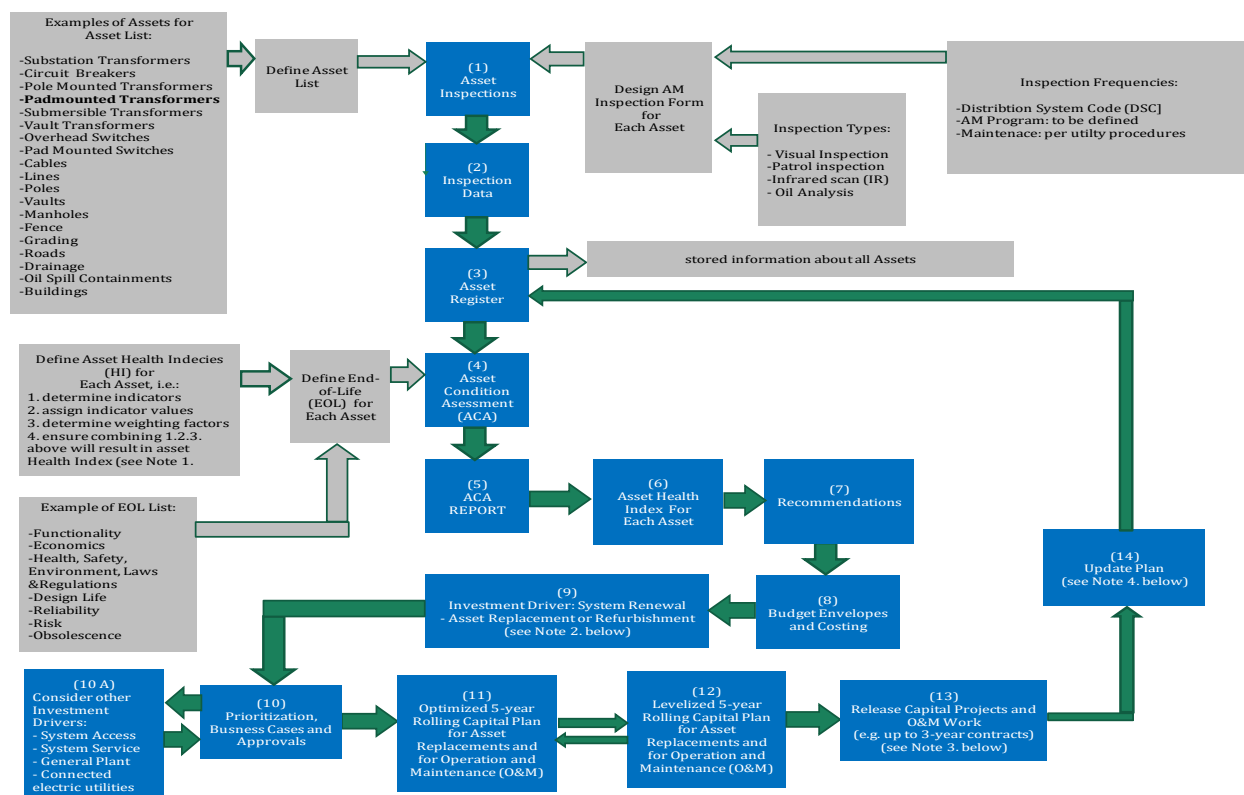 Examples of Assets for
Asset List:
-Substation Transformers
-Circuit Breakers
-Pole Mounted Transformers
-Padmounted Transformers
-Submersible Transformers
-Vault Transformers
-Overhead Switches
-Pad Mounted Switches
-Cables
-Lines
-Poles
-Vaults
-Manholes
-Fence
-Grading
-Roads
-Drainage
-Oil Spill Containments
-Buildings
Define Asset
List
(1)
Asset
Inspections
Design AM
Inspection Form
for
Each Asset
Inspection Types:
- Visual Inspection
-Patrol inspection
-Infrared scan (IR)
- Oil Analysis
Inspection Frequencies:
-Distribtion System Code [DSC]
-AM Program: to be defined
-Maintenace: per utilty procedures
(2)
Inspection
Data
(3)
Asset
Register
stored information about all Assets
Define Asset Health Indecies
(HI) for
Each Asset, i.e.:
1. determine indicators
2. assign indicator values
3. determine weighting factors
4. ensure combining 1.2.3.
above will result in asset
Health Index (see Note 1.
Define End-
of-Life
(EOL) for
Each Asset
(4)
Asset
Condition
Asessment
(ACA)
Example of EOL List:
-Functionality
-Economics
-Health, Safety,
Environment, Laws
&Regulations
-Design Life
-Reliability
-Risk
-Obsolescence
(5)
ACA
REPORT
(6)
Asset Health
Index For
Each Asset
(7)
Recommendations
(8)
Budget Envelopes
and Costing
(9)
Investment Driver: System Renewal
- Asset Replacement or Refurbishment
(see Note 2. below)
(10 A)
Consider other
Investment
Drivers:
- System Access
- System Service
- General Plant
- Connected
electric utilities
(10)
Prioritization,
Business Cases and
Approvals
(11)
Optimized 5-year
Rolling Capital Plan
for Asset
Replacements and
for Operation and
Maintenance (O&M)
(12)
Levelized 5-year
Rolling Capital Plan
for Asset
Replacements and
for Operation and
Maintenance (O&M)
(13)
Release Capital Projects and
O&M Work
(e.g. up to 3-year contracts)
(see Note 3. below)
(14)
Update Plan
(see Note 4. below)